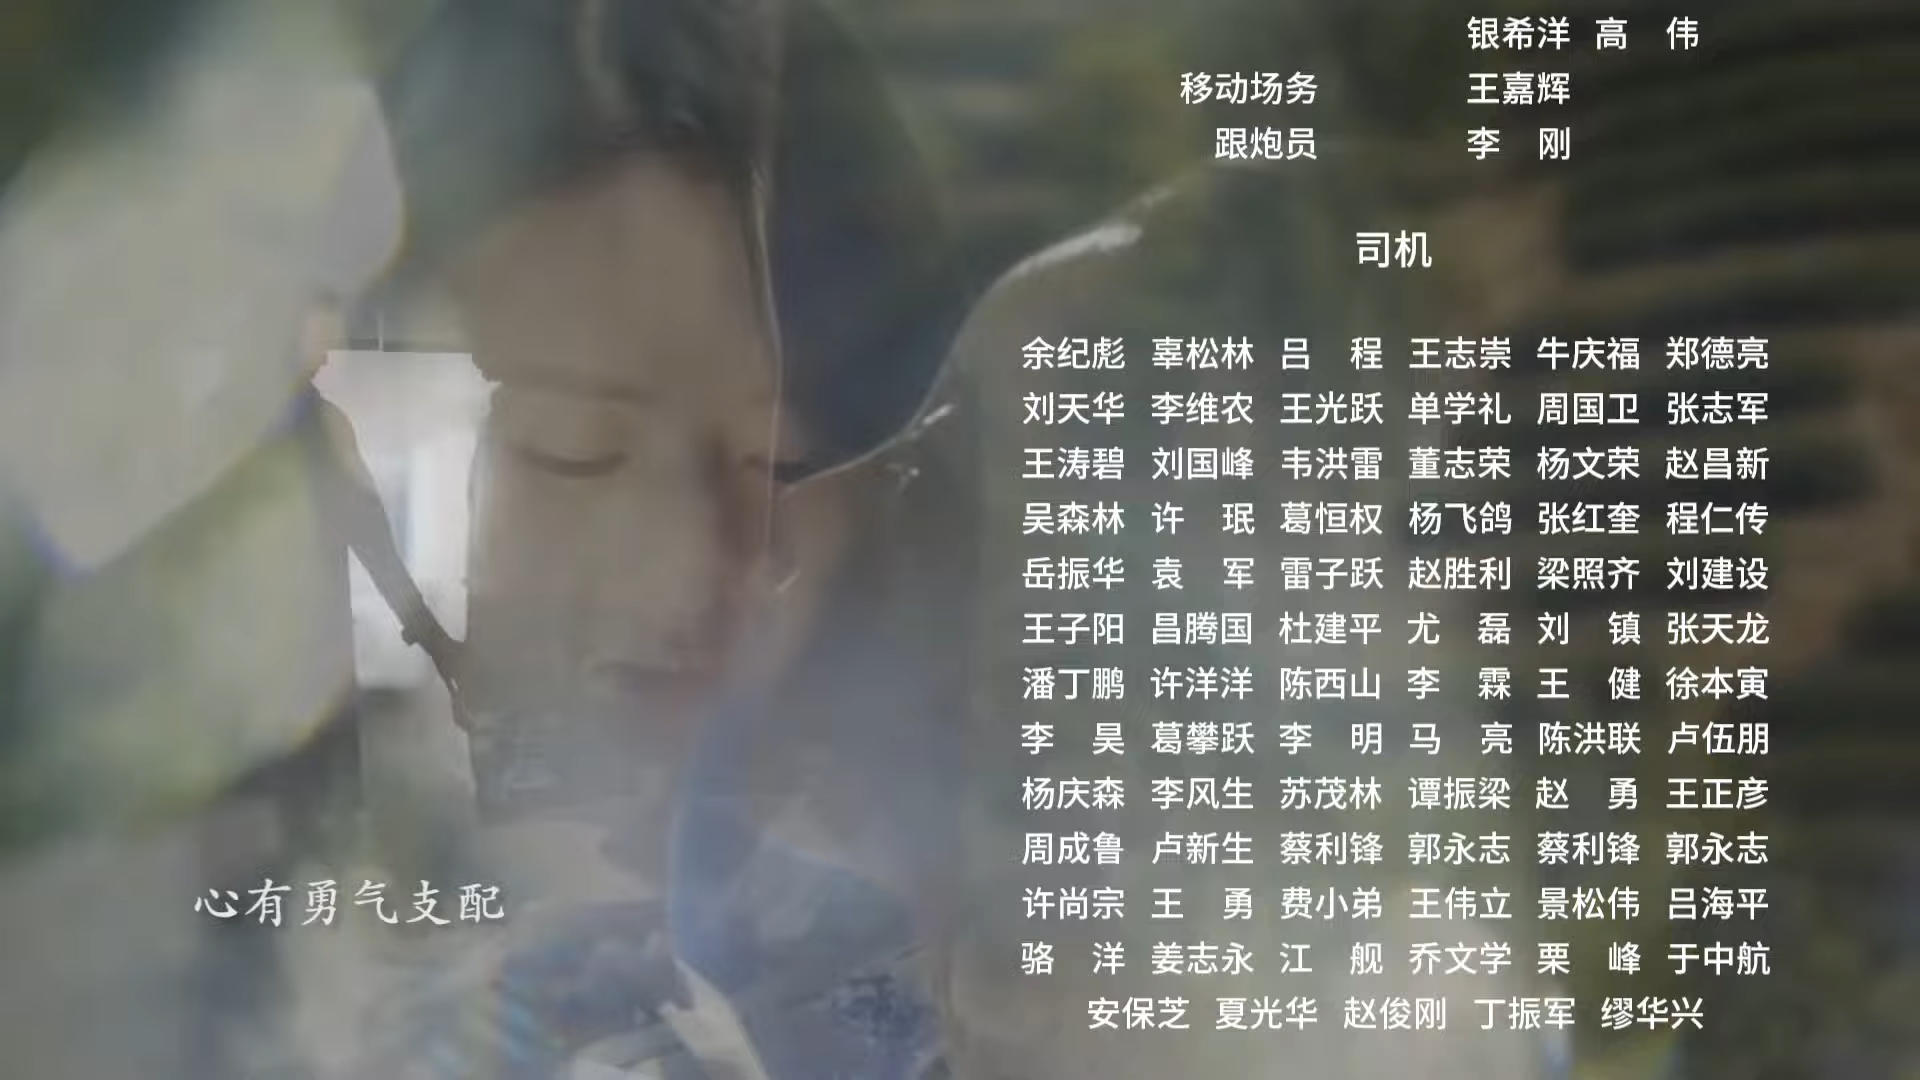 银希洋 高 伟
移动场务 王嘉辉
跟炮员 李 刚
司机
余纪彪 辜松林 吕 程 王志崇 牛庆福 郑德亮
刘天华 李维农 王光跃 单学礼 周国卫 张志军
王涛碧 刘国峰 韦洪雷 董志荣 杨文荣 赵昌新
吴森林 许 珉 葛恒权 杨飞鸽 张红奎 程仁传
岳振华 袁 军 雷子跃 赵胜利 梁照齐 刘建设
王子阳 昌腾国 杜建平 尤 磊 刘 镇 张天龙
潘丁鹏 许洋洋 陈西山 李 霖 王 健 徐本寅
李 昊 葛攀跃 李 明 马 亮 陈洪联 卢伍朋
杨庆森 李风生 苏茂林 谭振梁 赵 勇 王正彦
周成鲁 卢新生 蔡利锋 郭永志 蔡利锋 郭永志
许尚宗 王 勇 费小弟 王伟立 景松伟 吕海平
骆 洋 姜志永 江 舰 乔文学 栗 峰 于中航
安保芝 夏光华 赵俊刚 丁振军 缪华兴
心有勇气支配